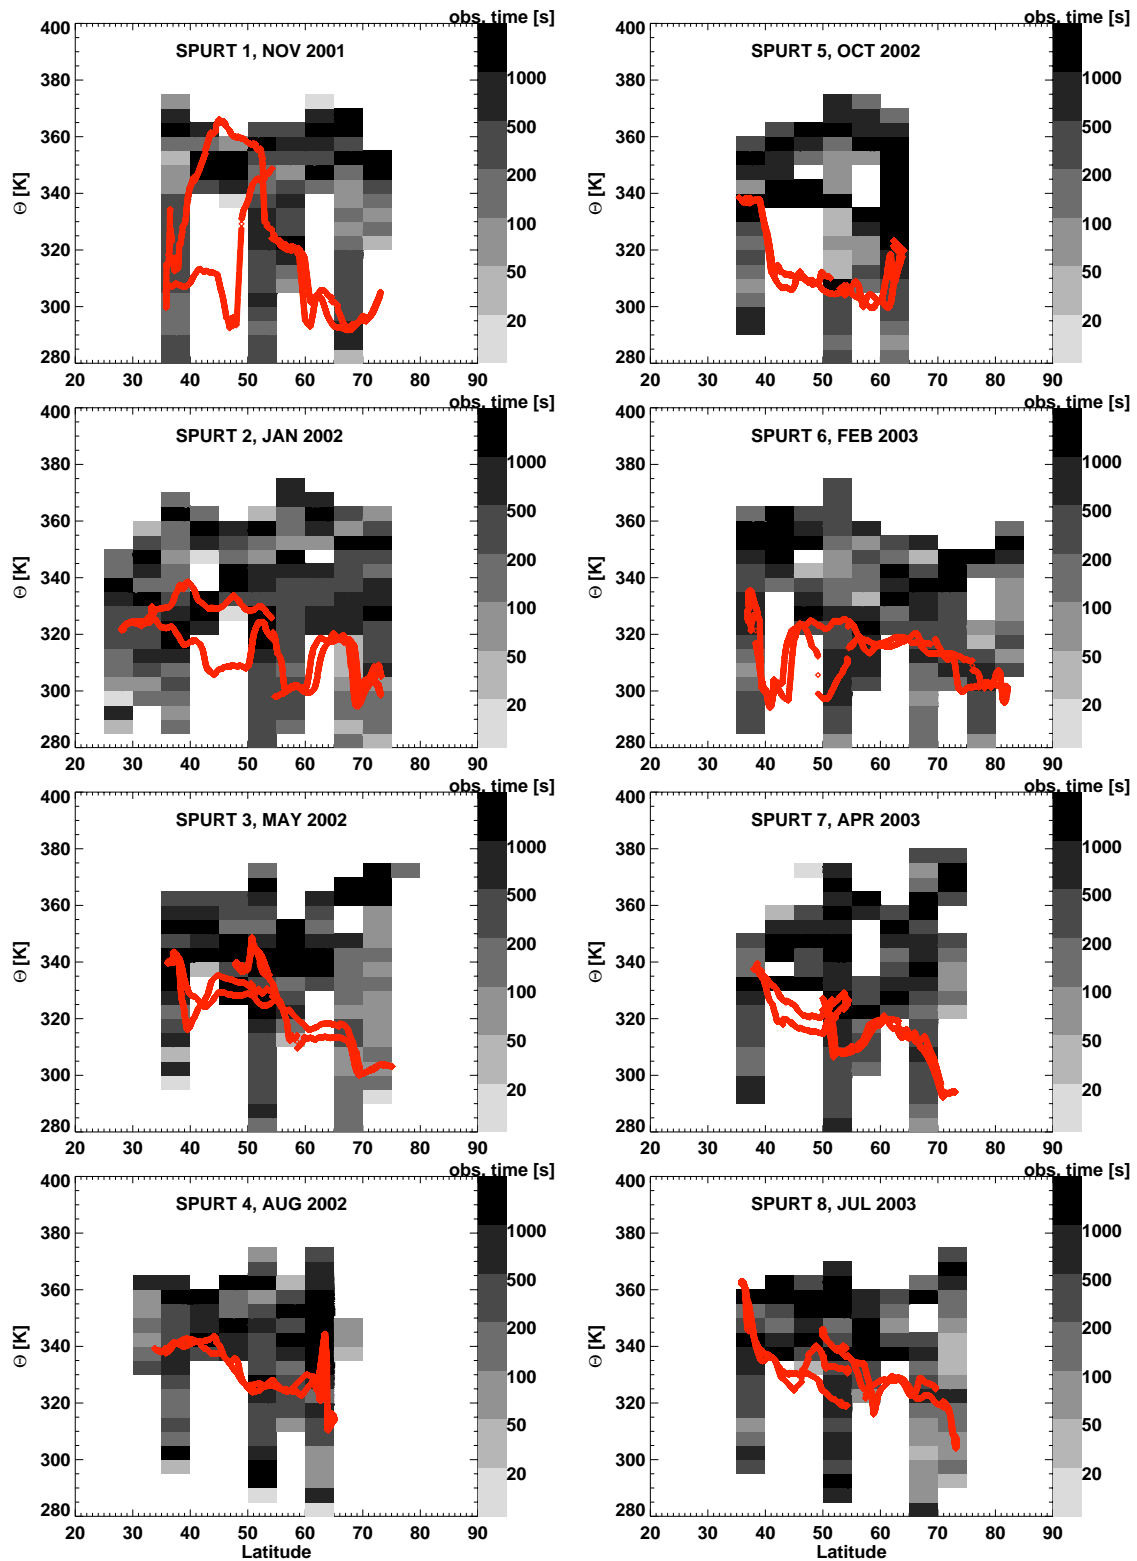 obs. time [s] obs. time [s]
400 400
SPURT 1, NOV 2001 SPURT 5, OCT 2002
380 380
1000 1000
360 360
500 500
340 200 340 200
Θ [K] Θ [K]
320 100 320 100
50 50
300 300
20 20
280 280
20 30 40 50 60 70 80 90 20 30 40 50 60 70 80 90
obs. time [s] obs. time [s]
400 400
SPURT 2, JAN 2002 SPURT 6, FEB 2003
380 380
1000 1000
360 360
500 500
340 200 340 200
Θ [K] Θ [K]
320 100 320 100
50 50
300 300
20 20
280 280
20 30 40 50 60 70 80 90 20 30 40 50 60 70 80 90
obs. time [s] obs. time [s]
400 400
SPURT 3, MAY 2002 SPURT 7, APR 2003
380 380
1000 1000
360 360
500 500
340 200 340 200
Θ [K] Θ [K]
320 100 320 100
50 50
300 300
20 20
280 280
20 30 40 50 60 70 80 90 20 30 40 50 60 70 80 90
obs. time [s] obs. time [s]
400 400
SPURT 4, AUG 2002 SPURT 8, JUL 2003
380 380
1000 1000
360 360
500 500
340 200 340 200
Θ [K] Θ [K]
320 100 320 100
50 50
300 300
20 20
280 280
20 30 40 50 60 70 80 90 20 30 40 50 60 70 80 90
Latitude Latitude